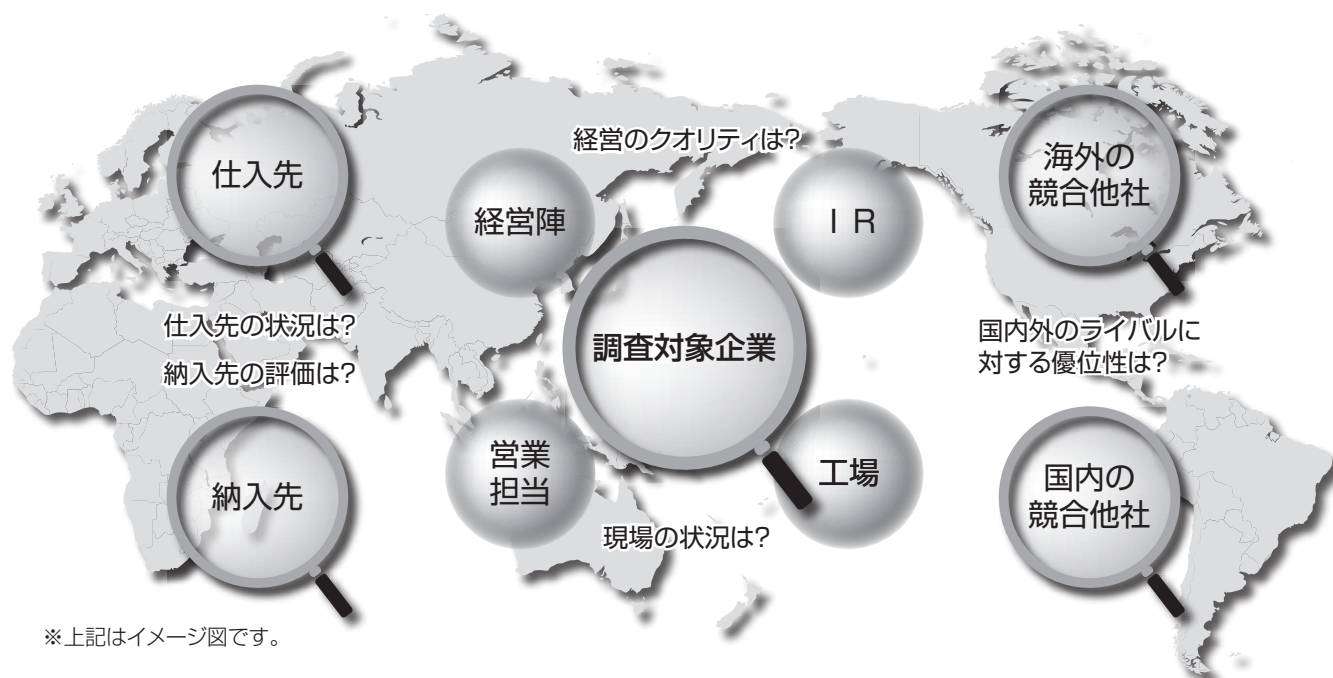 経営のクオリティは?
仕入先
経営陣
ⅠR
海外の
競合他社
調査対象企業
仕入先の状況は?
納入先の評価は?
国内外のライバルに
対する優位性は?
納入先
営業
担当
工場
国内の
競合他社
現場の状況は?
※上記はイメージ図です。